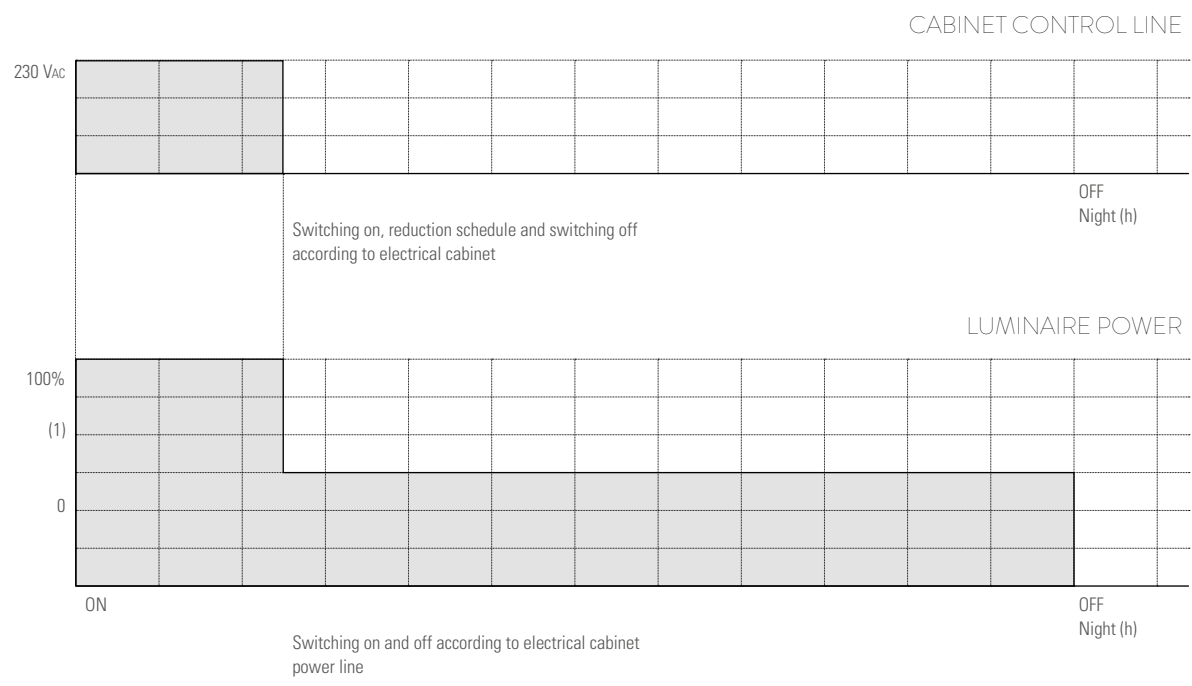 CABINET CONTROL LINE
230 VAC
OFF
Night (h)
Switching on, reduction schedule and switching off
according to electrical cabinet
LUMINAIRE POWER
100%
(1)
0
ON
OFF
Night (h)
Switching on and off according to electrical cabinet
power line